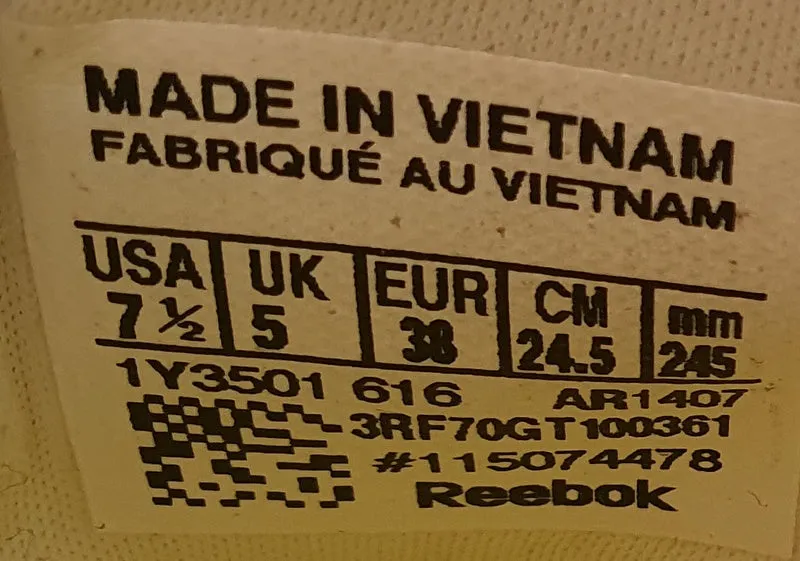 MADE IN VIETNAM
FABRIQUÉ AU VIETNAM
USA UK EUR CM mm
7 ½ 5 38 24.5 245
1Y3501 616 AR1407
3RF70GT100361
#115074478
Reebok